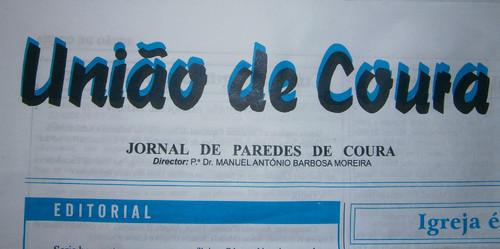 União de Coura
JORNAL DE PAREDES DE COURA
Director: P.e Dr. MANUEL ANTÓNIO BARBOSA MOREIRA
EDITORIAL
Igreja é